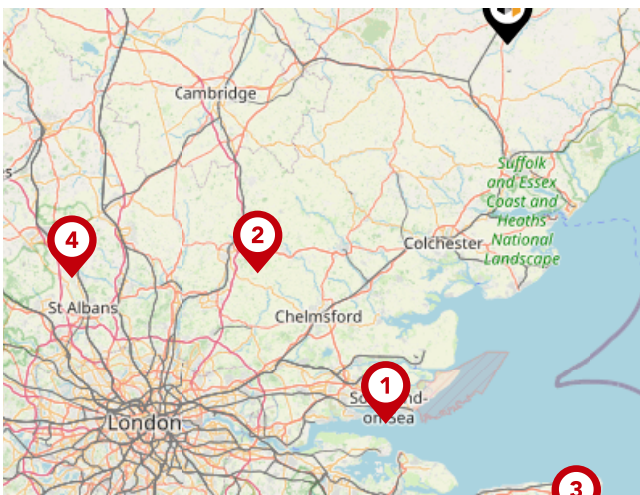 Cambridge
s
Suffolk
and Essex
Coast and
Heaths
National
Landscape
4
2
Colchester
St Albans
Chelmsford
1
on Sea
London
3